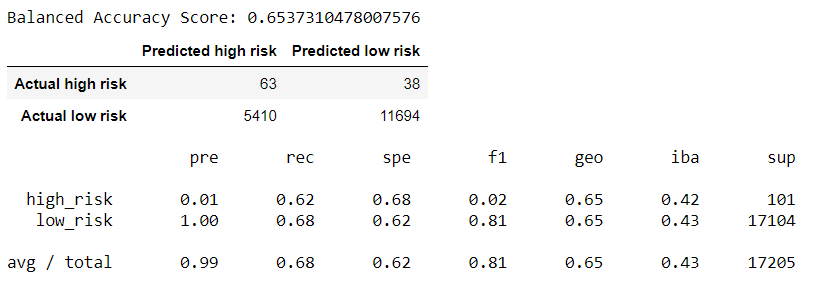 Balanced Accuracy Score: 0.6537310478007576
Predicted high risk Predicted low risk
Actual high risk 63 38
Actual low risk 5410 11694
pre rec spe f1 geo iba sup
high_risk 0.01 0.62 0.68 0.02 0.65 0.42 101
low_risk 1.00 0.68 0.62 0.81 0.65 0.43 17104
avg / total 0.99 0.68 0.62 0.81 0.65 0.43 17205